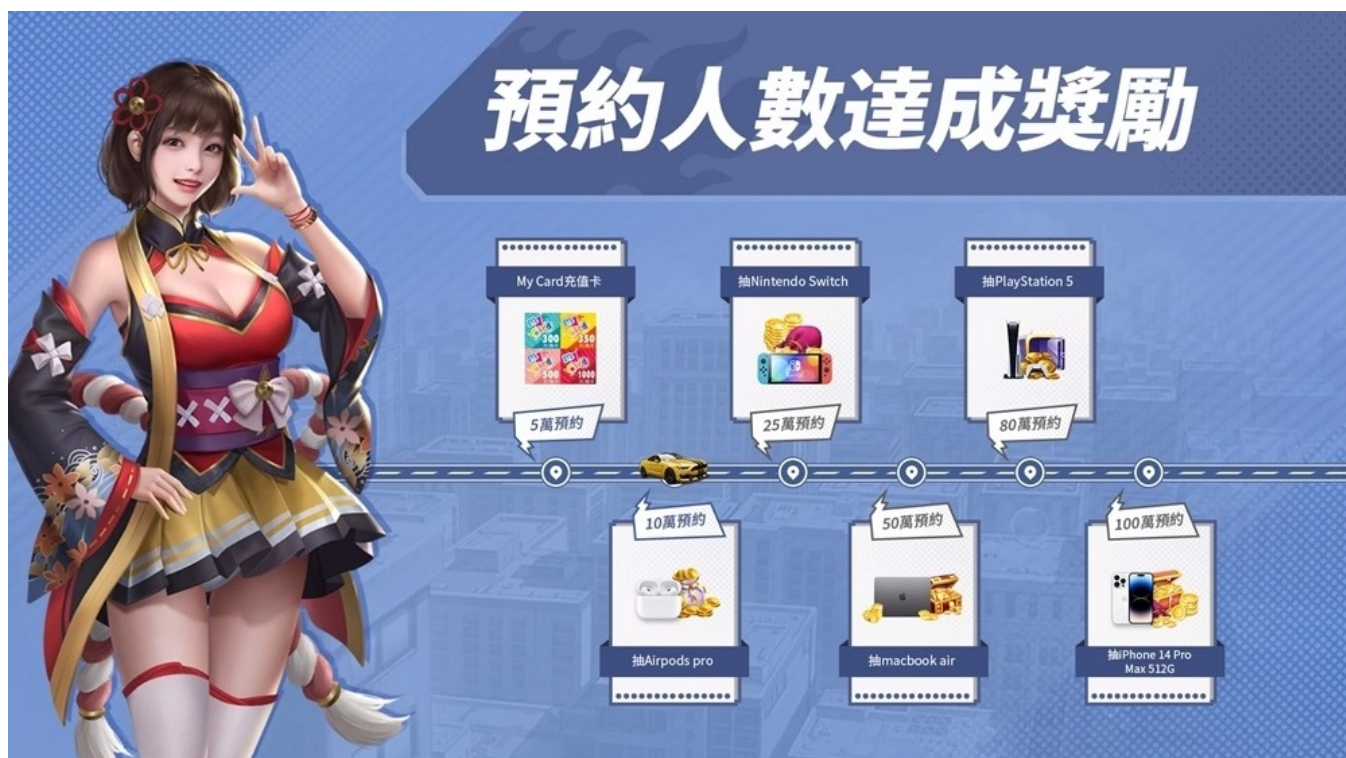 預約人數達成獎勵
My Card充值卡
300
350
500
1000
5萬預約
10萬預約
抽Airpods pro
抽Nintendo Switch
25萬預約
50萬預約
抽macbook air
抽PlayStation 5
80萬預約
100萬預約
抽iPhone 14 Pro
Max 512G